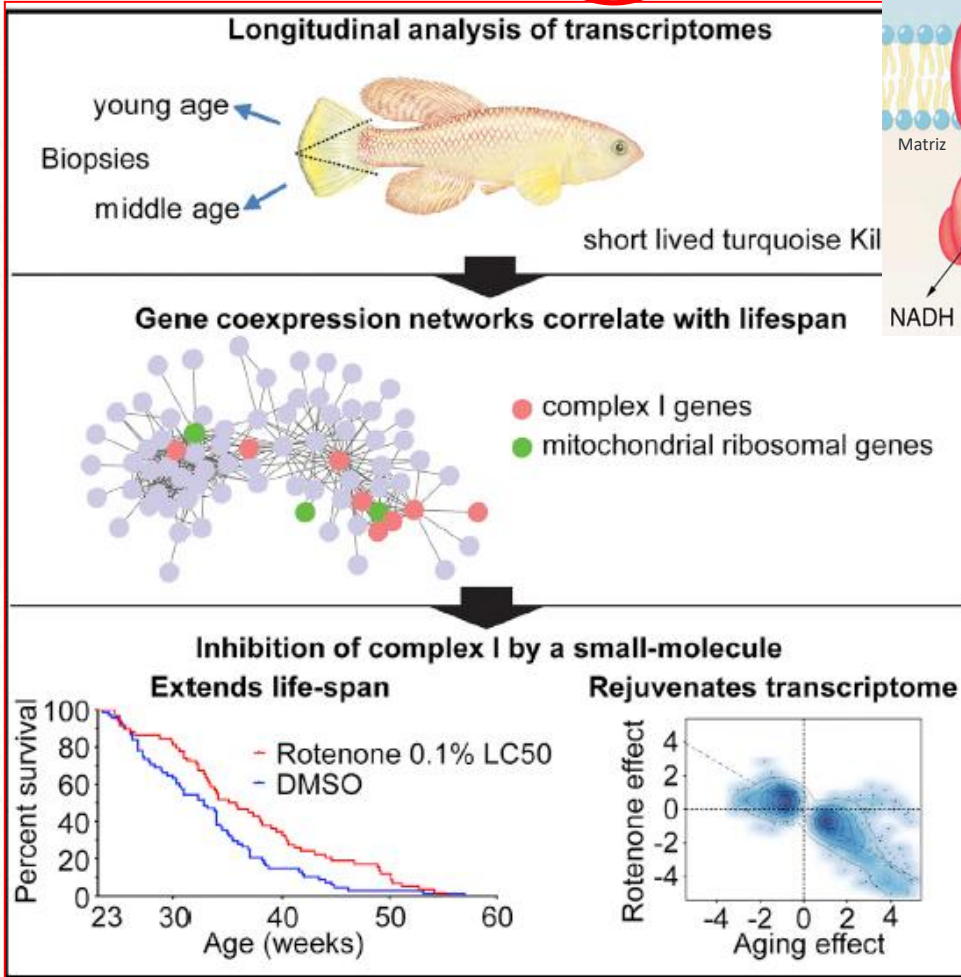 Longitudinal analysis of transcriptomes
young age
Biopsies
middle age
short lived turquoise Kil
Matriz
NADH
Gene coexpression networks correlate with lifespan
complex I genes
mitochondrial ribosomal genes
Inhibition of complex I by a small-molecule
Extends life-span
Percent survival
100
80
60
40
20
0
Rotenone 0.1% LC50
DMSO
23 30 40 50 60
Age (weeks)
Rejuvenates transcriptome
Rotenone effect
4
2
0
-2
-4
-4 -2 0 2 4
Aging effect